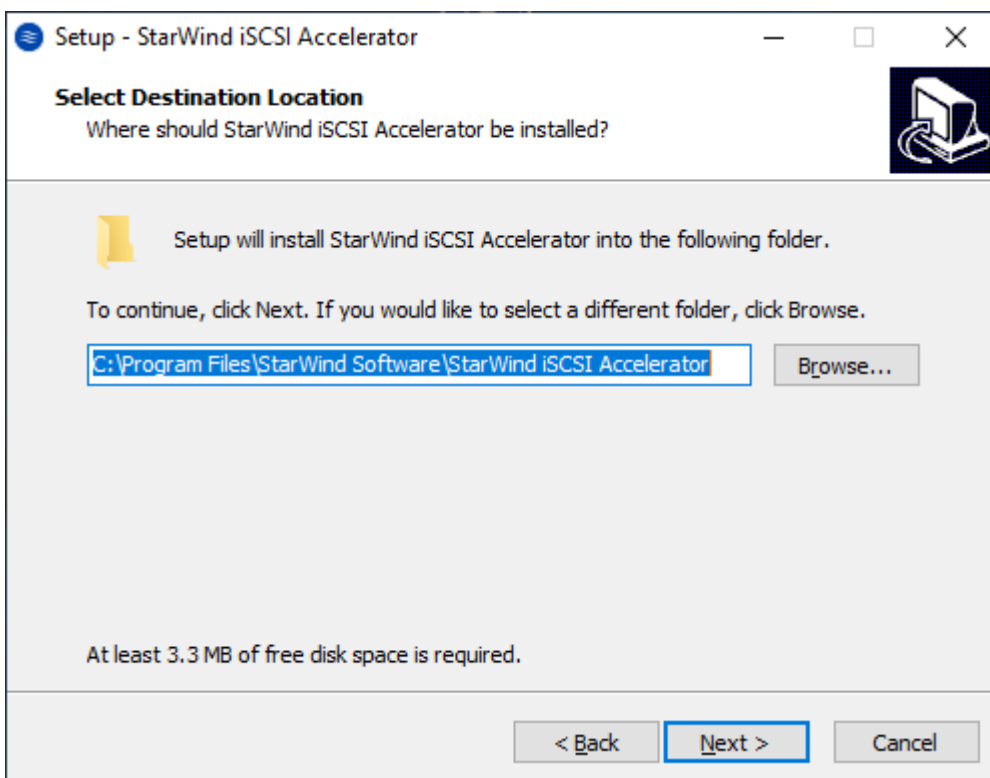 Setup - StarWind iSCSI Accelerator
Select Destination Location
Where should StarWind iSCSI Accelerator be installed?
Setup will install StarWind iSCSI Accelerator into the following folder.
To continue, click Next. If you would like to select a different folder, click Browse.
C:\Program Files\StarWind Software\StarWind iSCSI Accelerator
Browse...
At least 3.3 MB of free disk space is required.
< Back
Next >
Cancel